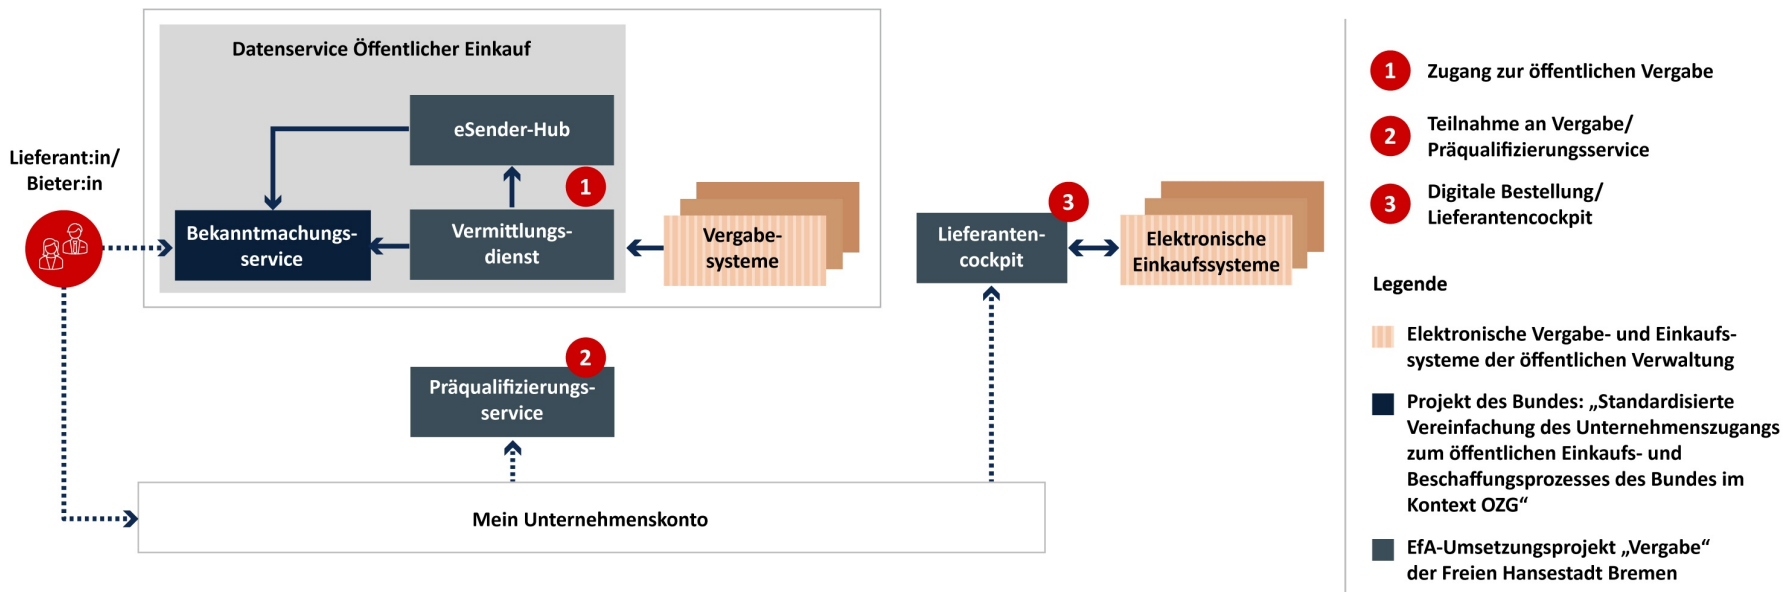 Datenservice Öffentlicher Einkauf
eSender-Hub
1
Lieferant:in/
Bieter:in
Bekanntmachungs-
service
Vermittlungs-
dienst
Vergabe-
systeme
3
Lieferanten-
cockpit
Elektronische
Einkaufssysteme
2
Präqualifizierungs-
service
Mein Unternehmenskonto
1
Zugang zur öffentlichen Vergabe
2
Teilnahme an Vergabe/
Präqualifizierungsservice
3
Digitale Bestellung/
Lieferantencockpit
Legende
Elektronische Vergabe- und Einkaufs-
systeme der öffentlichen Verwaltung
Projekt des Bundes: „Standardisierte
Vereinfachung des Unternehmenszugangs
zum öffentlichen Einkaufs- und
Beschaffungsprozesses des Bundes im
Kontext OZG“
EfA-Umsetzungsprojekt „Vergabe“
der Freien Hansestadt Bremen